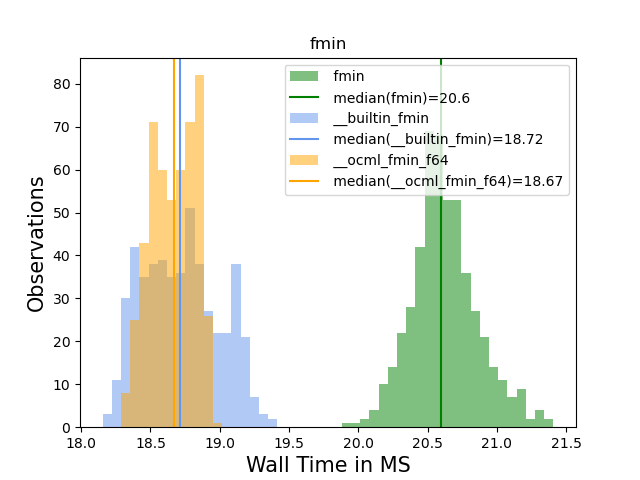 fmin
fmin
median(fmin)=20.6
__builtin_fmin
median(__builtin_fmin)=18.72
__ocml_fmin_f64
median(__ocml_fmin_f64)=18.67
Observations
80
70
60
50
40
30
20
10
0
18.0 18.5 19.0 19.5 20.0 20.5 21.0 21.5
Wall Time in MS